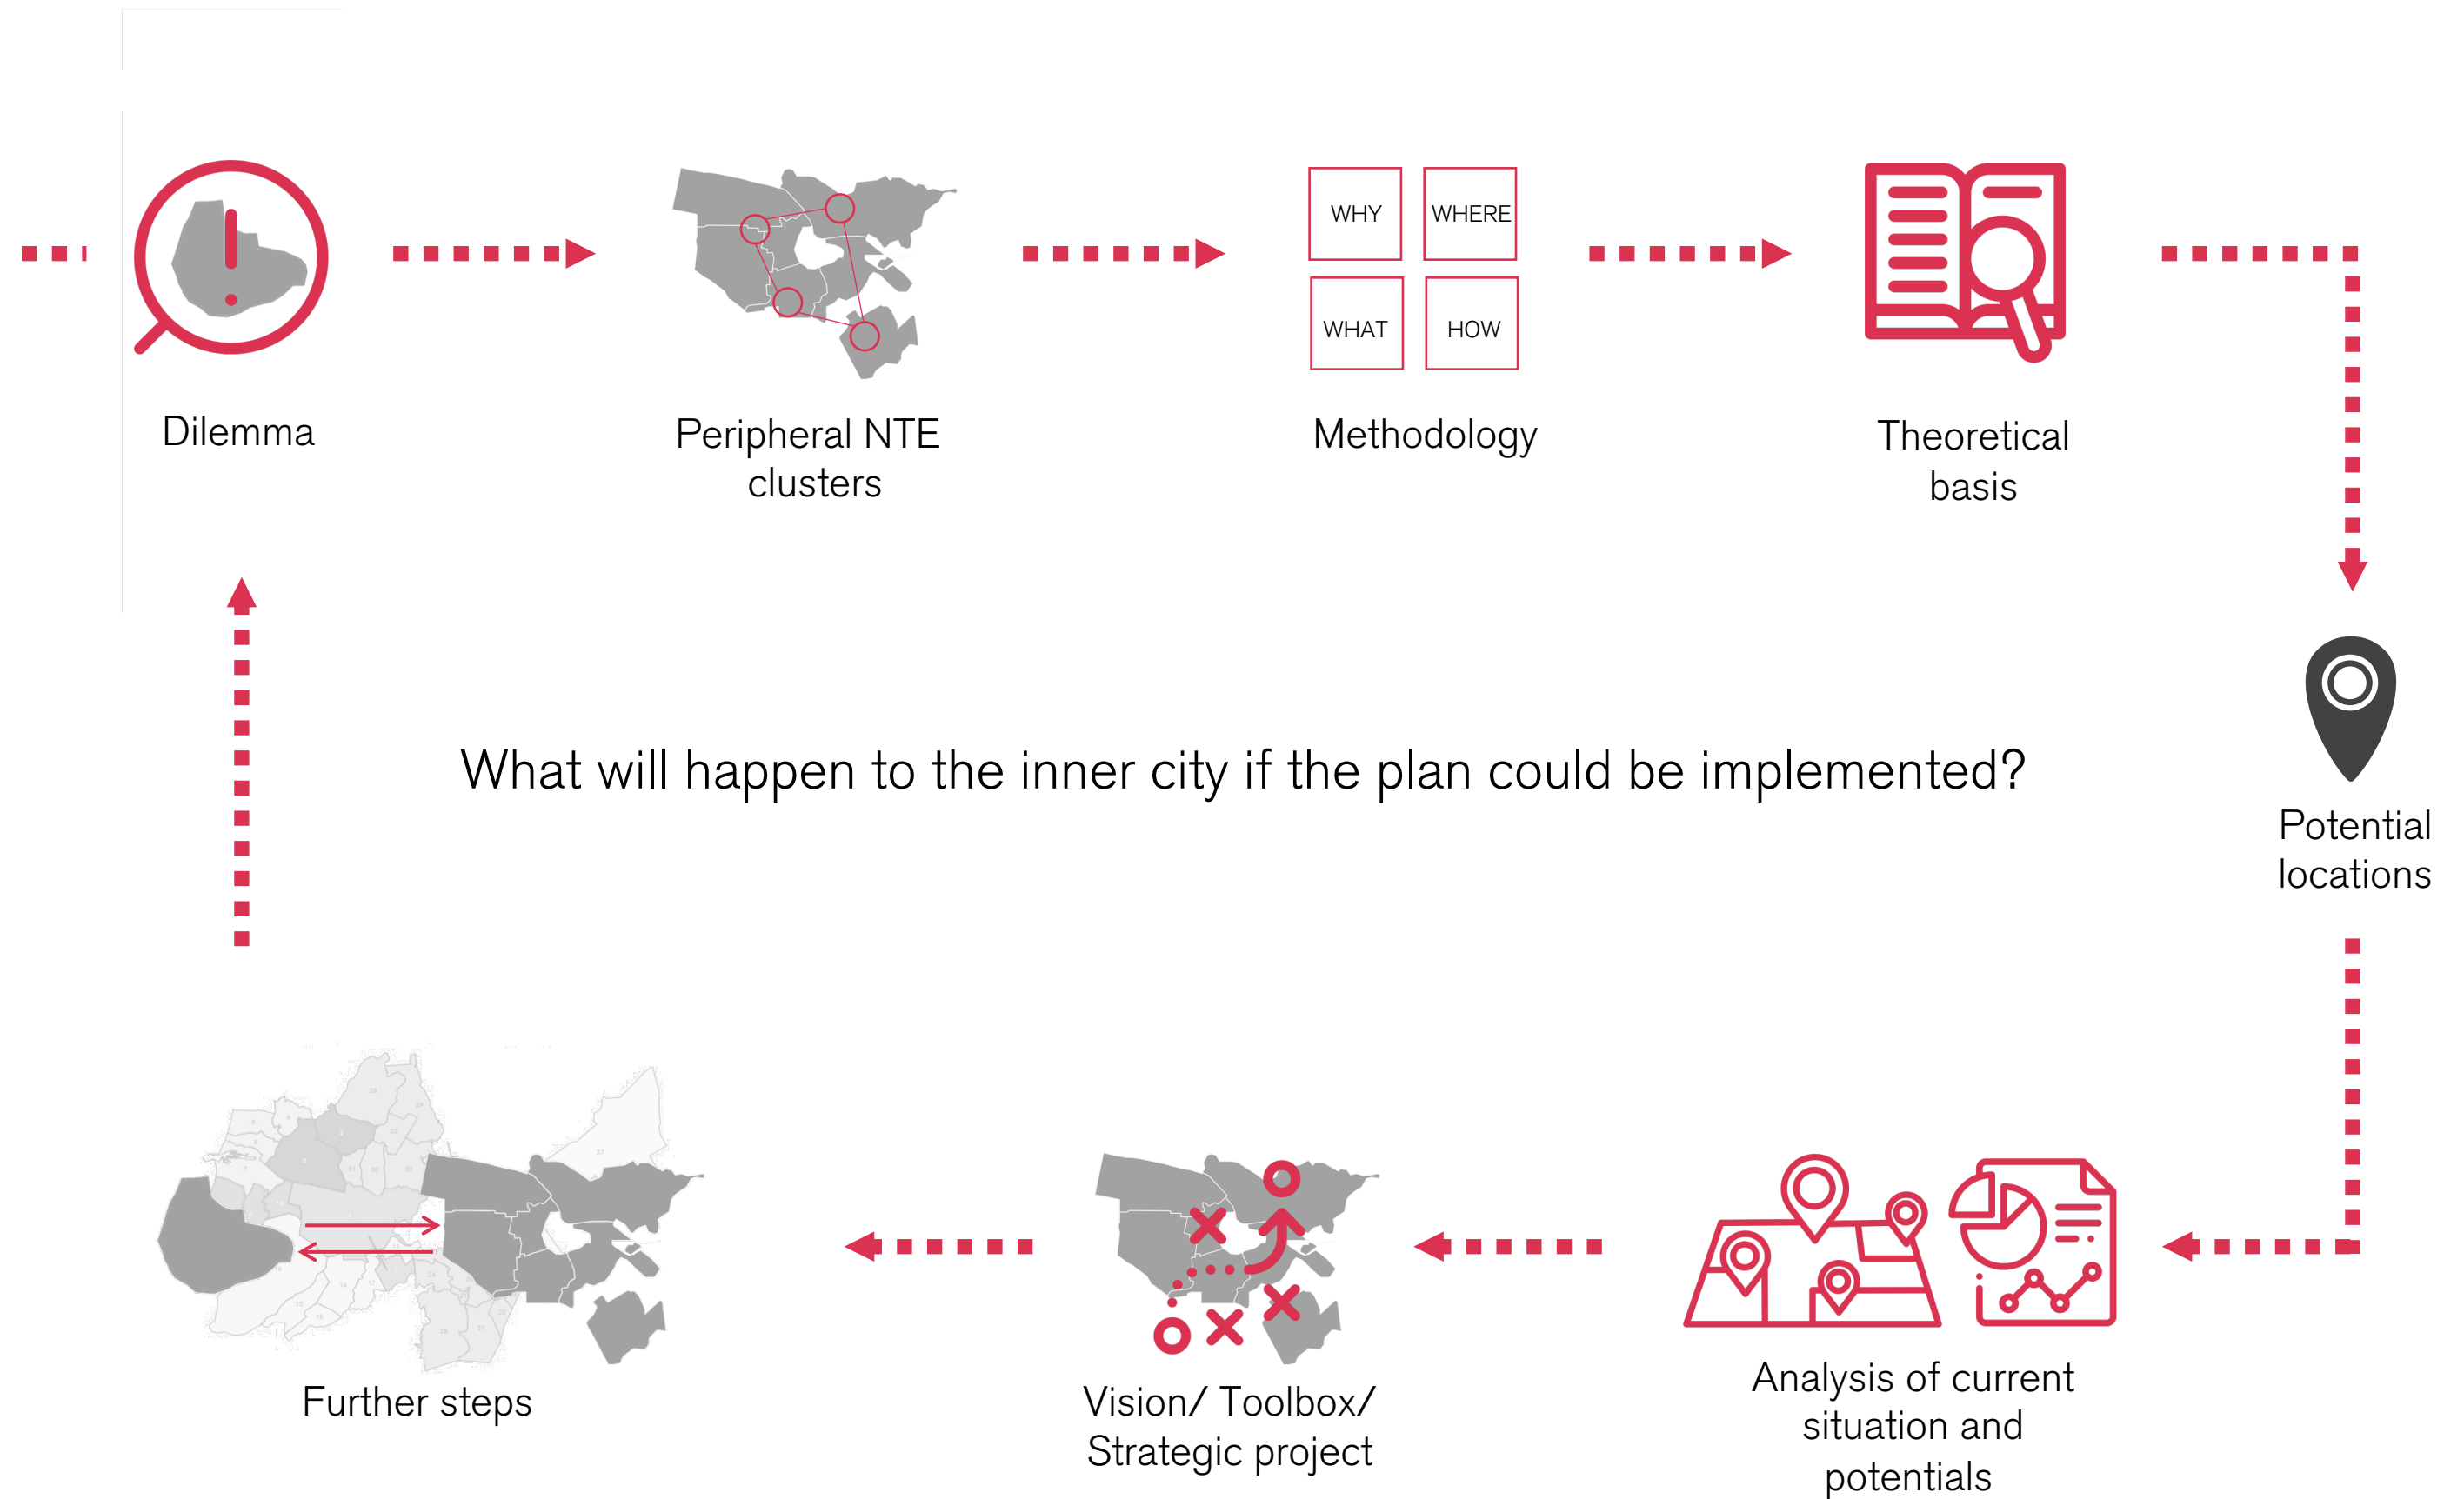 WHY
WHERE
WHAT
HOW
Dilemma
Peripheral NTE
clusters
Methodology
Theoretical
basis
What will happen to the inner city if the plan could be implemented?
Potential
locations
Further steps
Vision/ Toolbox/
Strategic project
Analysis of current
situation and
potentials